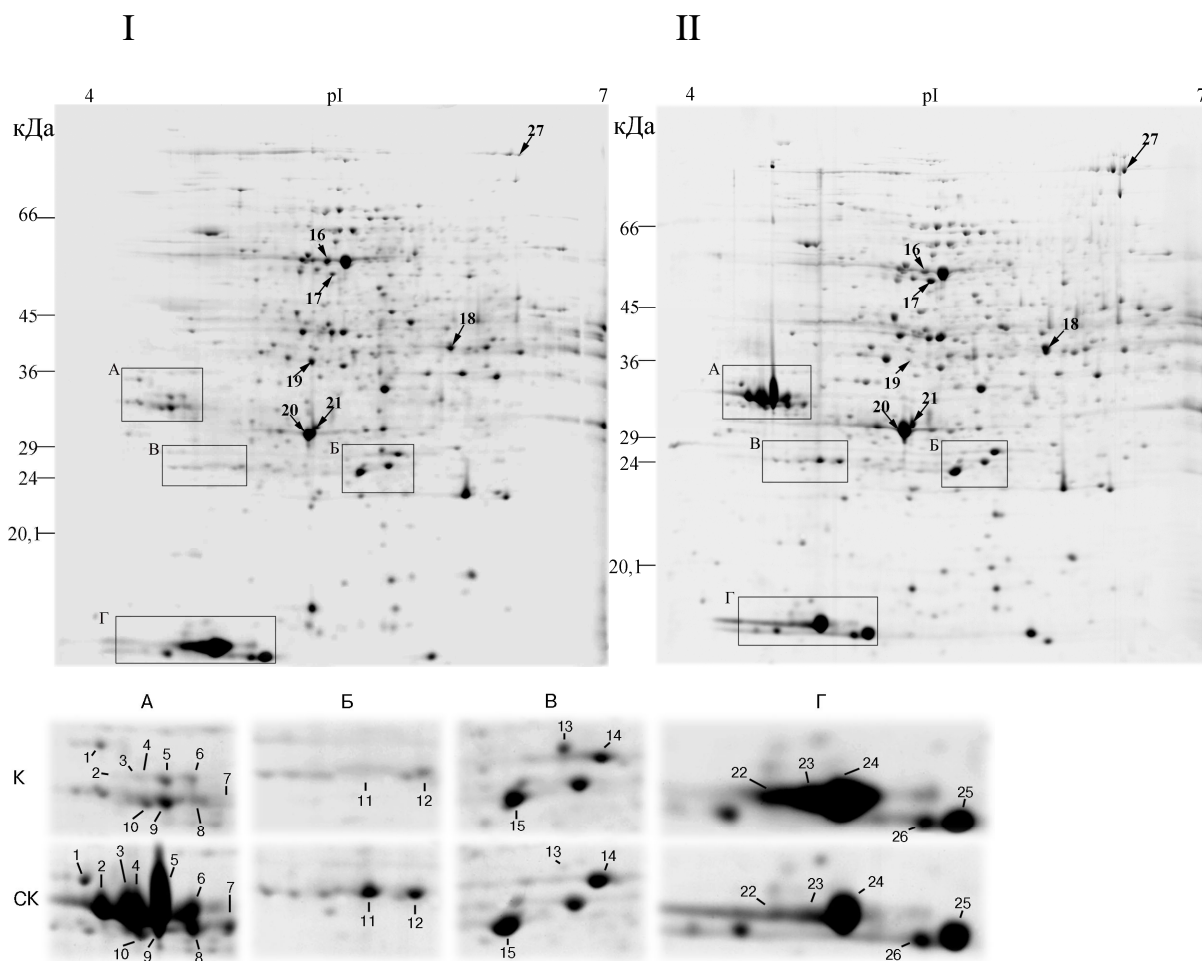 I II
4 pI 7 4 pI 7
кДа кДа
27 27
66 66
16 16
17 17
45 45
18 18
36 36
А А
19 19
20 21 20 21
29 29
В Б В Б
24 24
20,1 20,1
Г Г
А Б В Г
К
1 2 3 4 5 6 7 8 9 10
11 12
13 14 15
22 23 24 25 26
СК
1 2 3 4 5 6 7 8 9 10
11 12
13 14 15
22 23 24 25 26